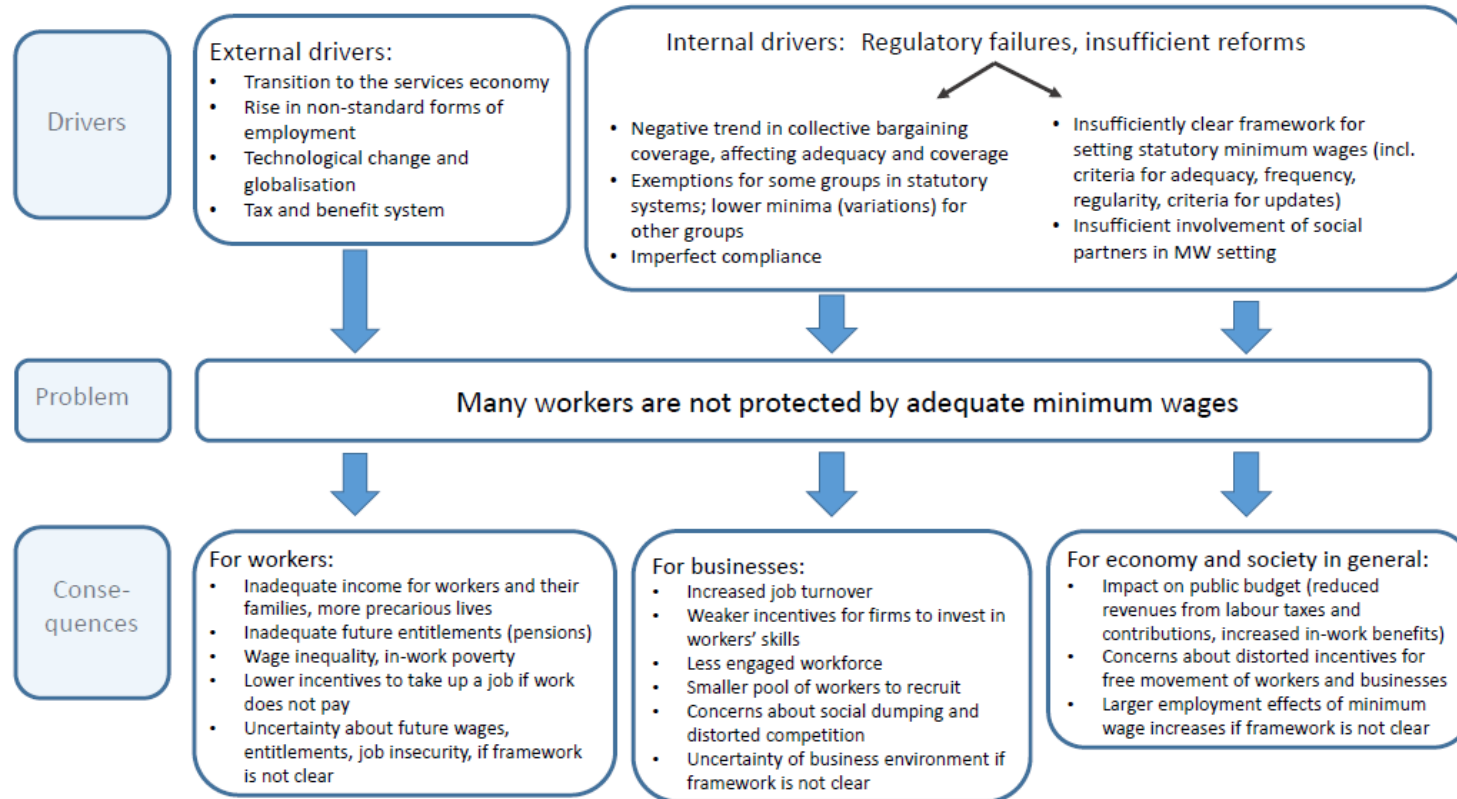 Drivers
External drivers:
• Transition to the services economy
• Rise in non-standard forms of
employment
• Technological change and
globalisation
• Tax and benefit system
Internal drivers: Regulatory failures, insufficient reforms
• Negative trend in collective bargaining
coverage, affecting adequacy and coverage
• Exemptions for some groups in statutory
systems; lower minima (variations) for
other groups
• Imperfect compliance
• Insufficiently clear framework for
setting statutory minimum wages (incl.
criteria for adequacy, frequency,
regularity, criteria for updates)
• Insufficient involvement of social
partners in MW setting
Problem
Many workers are not protected by adequate minimum wages
Conse-
quences
For workers:
• Inadequate income for workers and their
families, more precarious lives
• Inadequate future entitlements (pensions)
• Wage inequality, in-work poverty
• Lower incentives to take up a job if work
does not pay
• Uncertainty about future wages,
entitlements, job insecurity, if framework
is not clear
For businesses:
• Increased job turnover
• Weaker incentives for firms to invest in
workers' skills
• Less engaged workforce
• Smaller pool of workers to recruit
• Concerns about social dumping and
distorted competition
• Uncertainty of business environment if
framework is not clear
For economy and society in general:
• Impact on public budget (reduced
revenues from labour taxes and
contributions, increased in-work benefits)
• Concerns about distorted incentives for
free movement of workers and businesses
• Larger employment effects of minimum
wage increases if framework is not clear